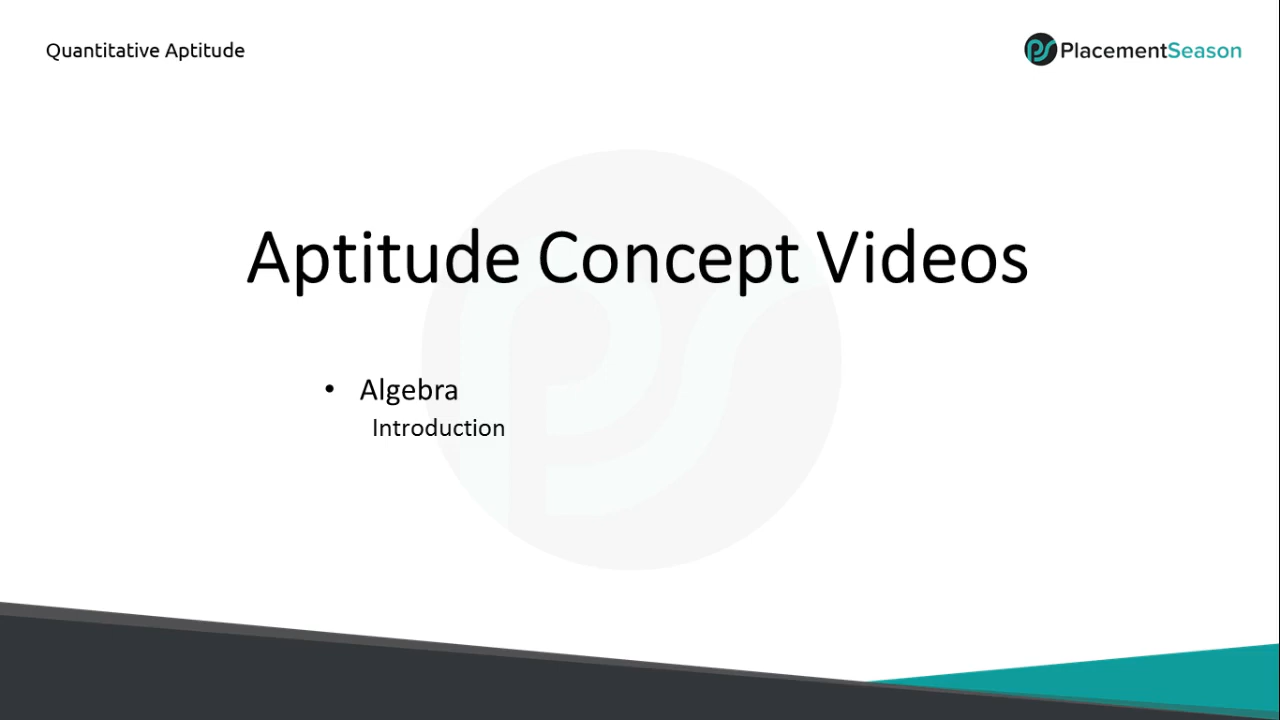 Quantitative Aptitude
PlacementSeason
Aptitude Concept Videos
• Algebra
Introduction